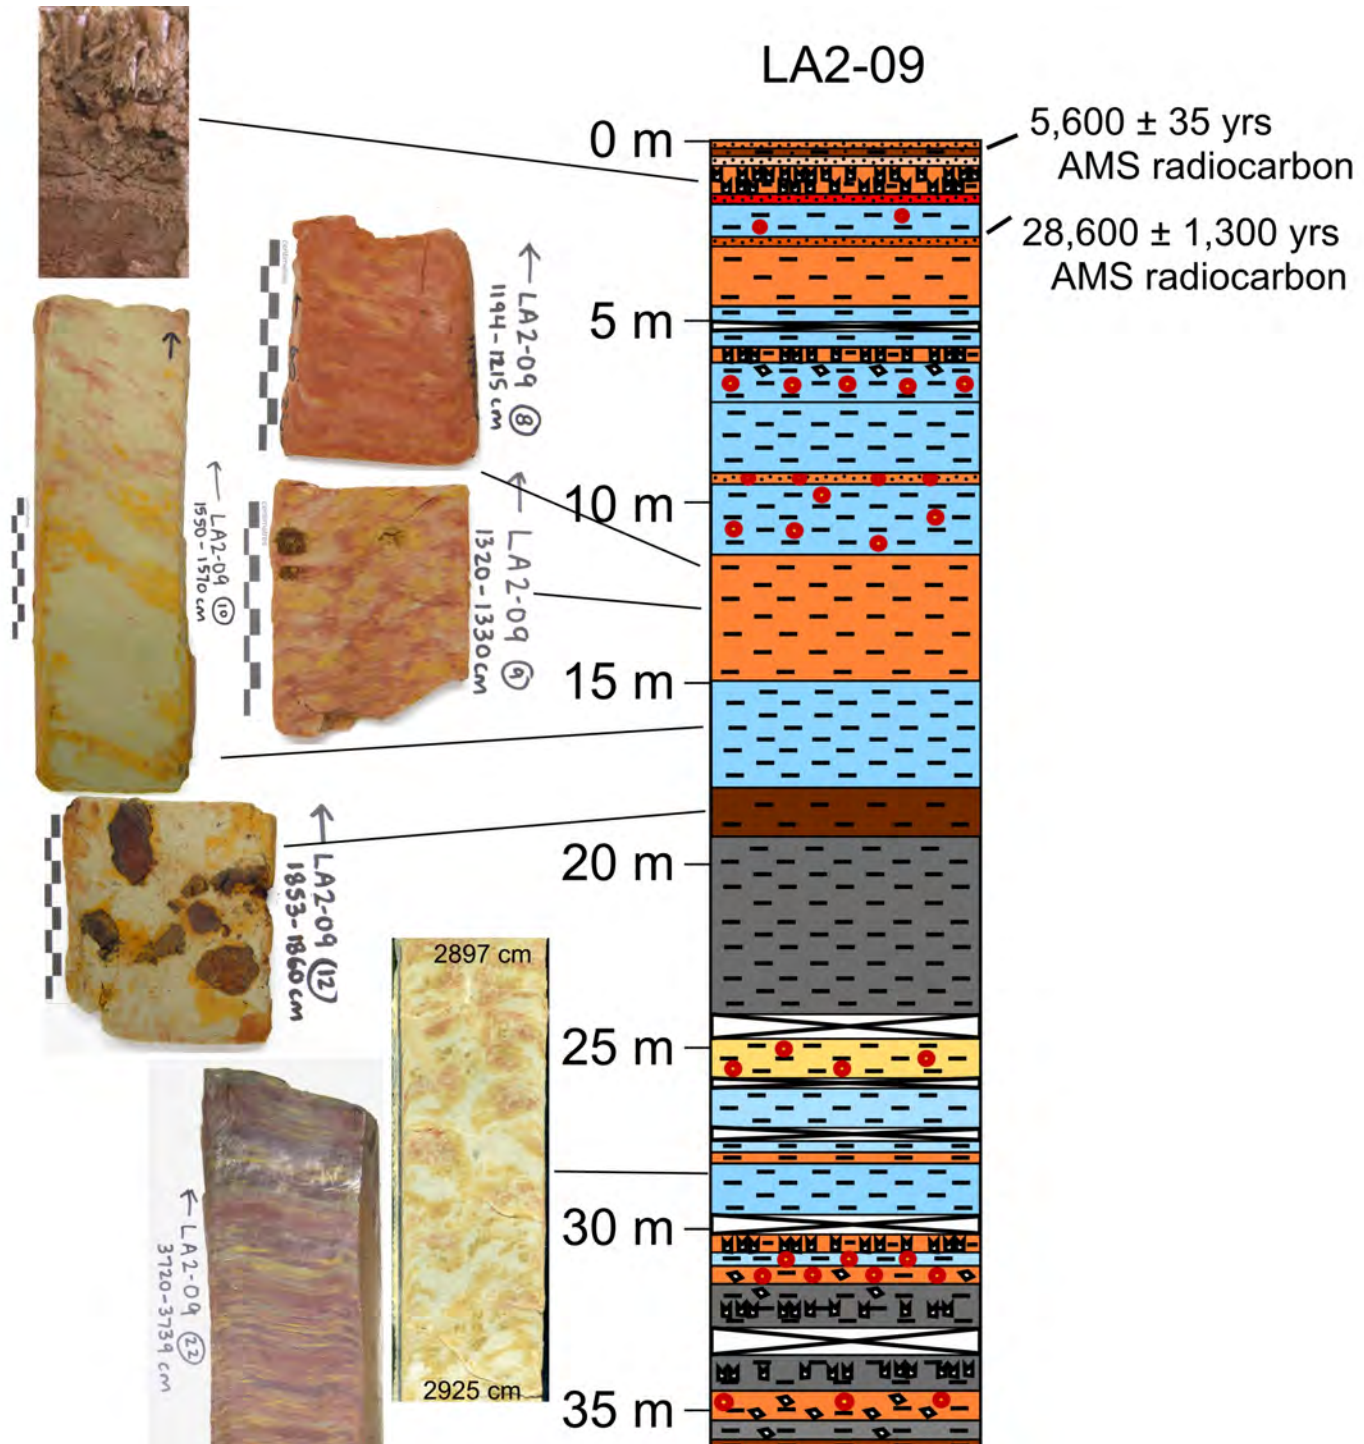 LA2-09
0 m
5,600 ± 35 yrs
AMS radiocarbon
28,600 ± 1,300 yrs
AMS radiocarbon
5 m
10 m
15 m
20 m
25 m
30 m
35 m
LA2-09 (8)
1194-1215 cm
LA2-09 (9)
1320-1330 cm
LA2-09 (10)
1550-1570 cm
LA2-09 (12)
1853-1860 cm
2897 cm
2925 cm
LA2-09 (22)
3720-3739 cm